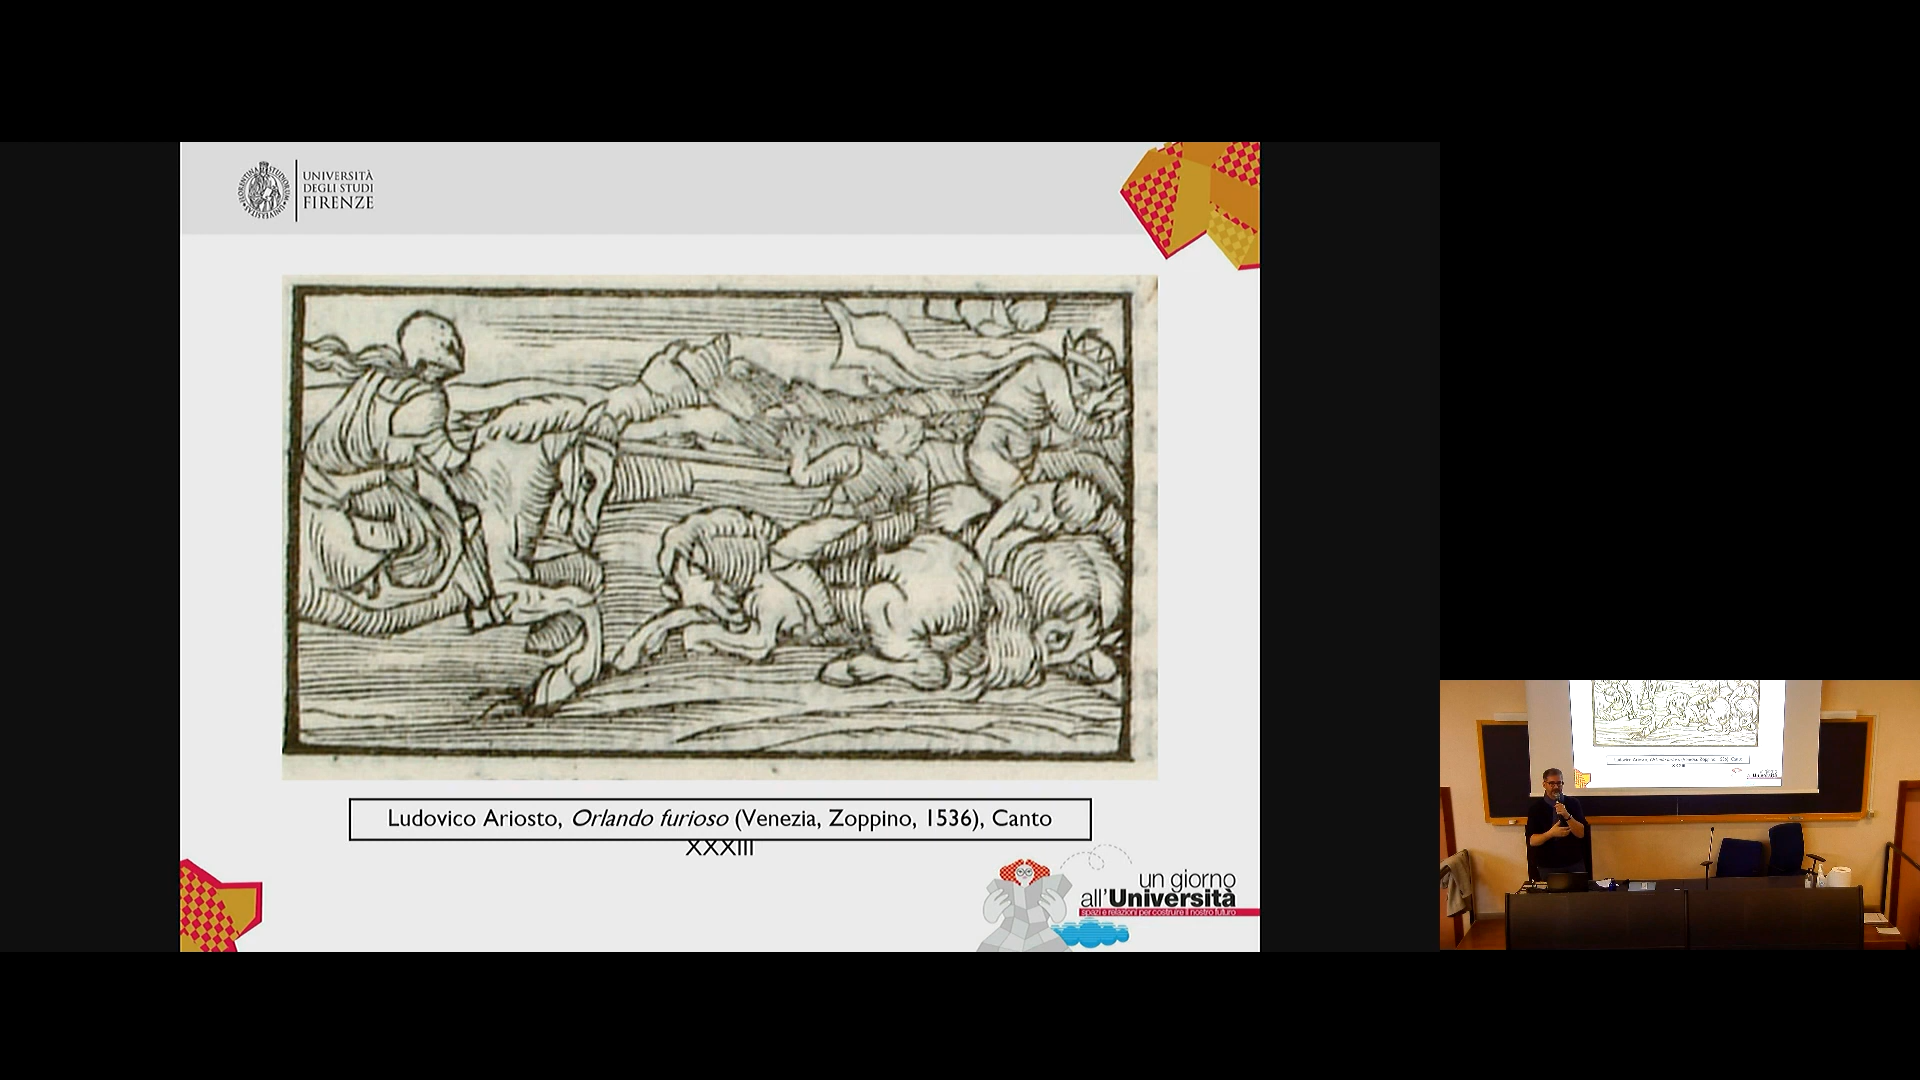 UNIVERSITÀ
DEGLI STUDI
FIRENZE
Ludovico Ariosto, Orlando furioso (Venezia, Zoppino, 1536), Canto
XXXIII
un giorno
all'Università
spazi e relazioni per costruire il nostro futuro